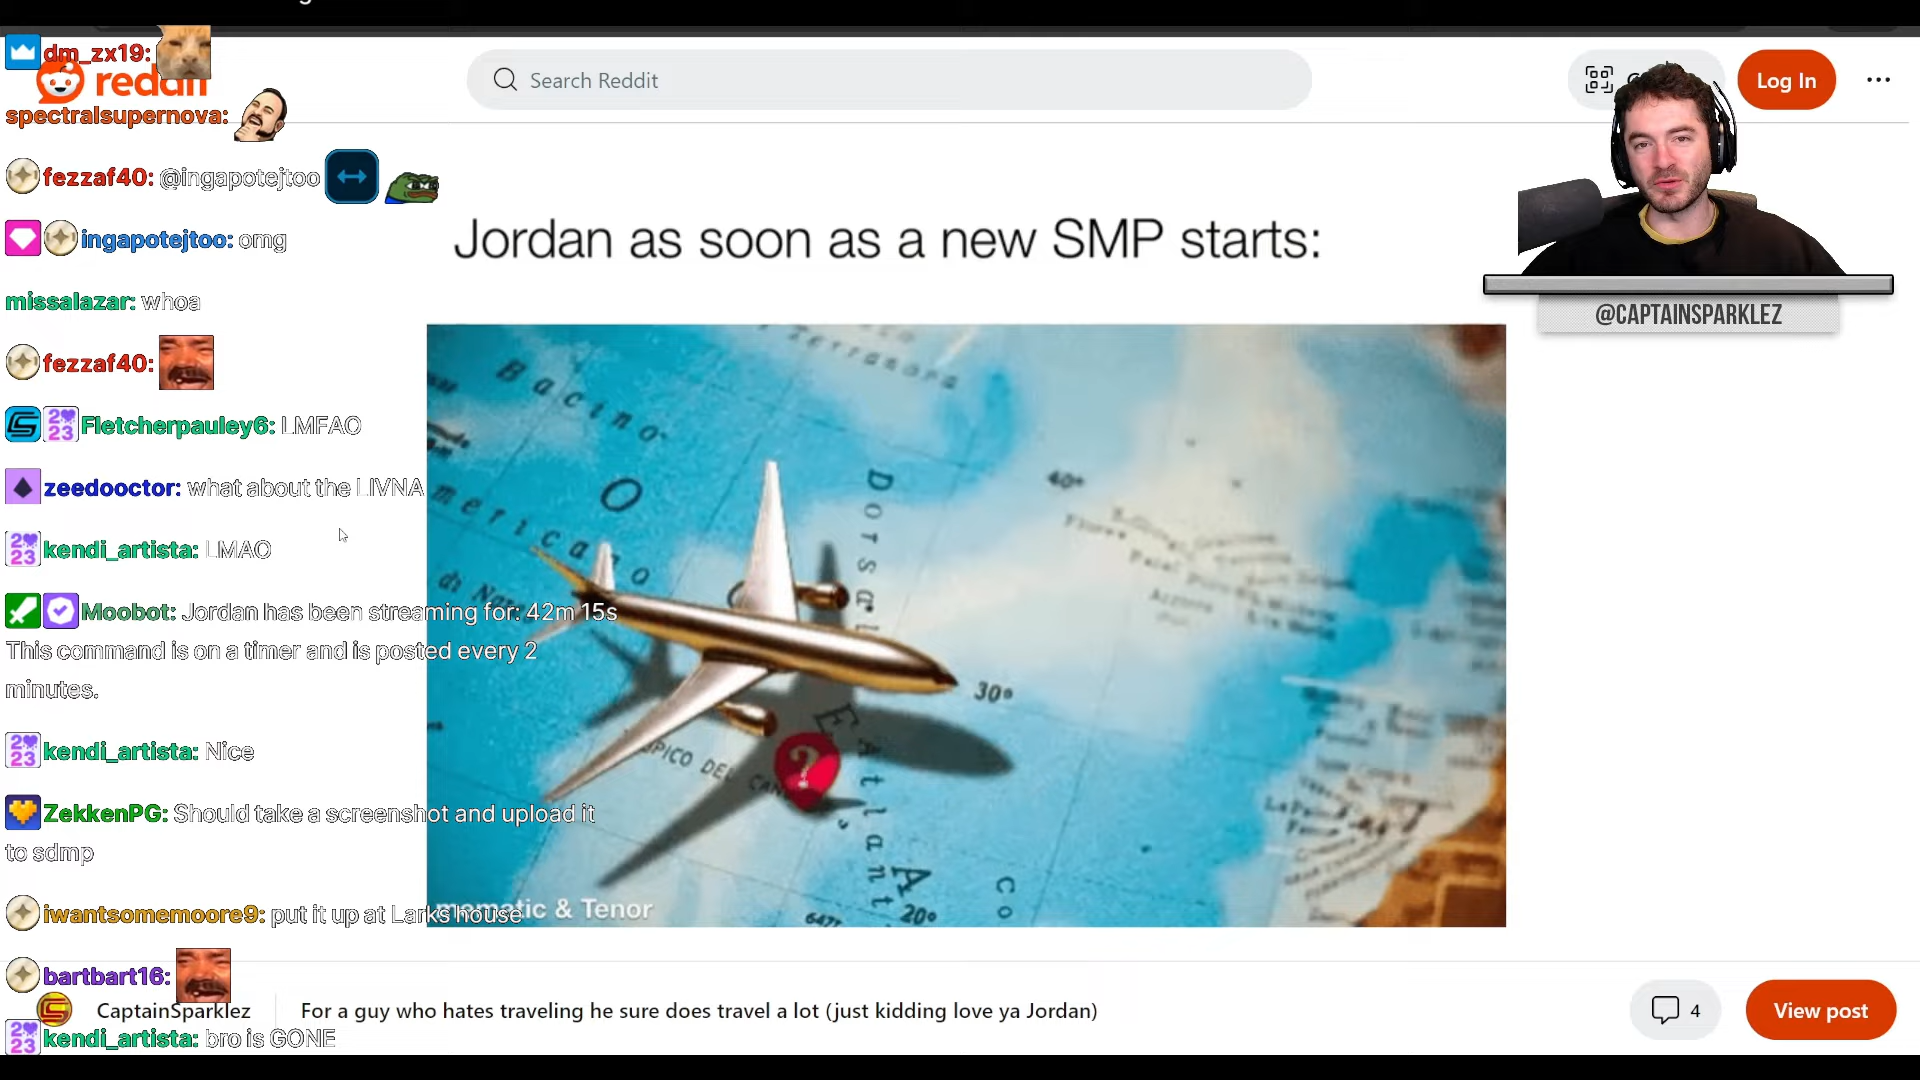 dm_zx19:
reddit
Search Reddit
Log In
spectralsupernova:
fezzaf40: @ingapotejtoo
ingapotejtoo: omg
Jordan as soon as a new SMP starts:
missalazar: whoa
@CAPTAINSPARKLEZ
fezzaf40:
Fletcherpauley6: LMFAO
zeedooctor: what about the LIVNA
kendi_artista: LMAO
Moobot: Jordan has been streaming for: 42m 15s
This command is on a timer and is posted every 2
minutes.
kendi_artista: Nice
ZekkenPG: Should take a screenshot and upload it
to sdmp
iwantsomemoore9: put it up at Larks house
& Tenor
bartbart16:
CaptainSparklez
For a guy who hates traveling he sure does travel a lot (just kidding love ya Jordan)
4
View post
kendi_artista: bro is GONE
Bacino
O
Dorsal
40°
30°
?
20°